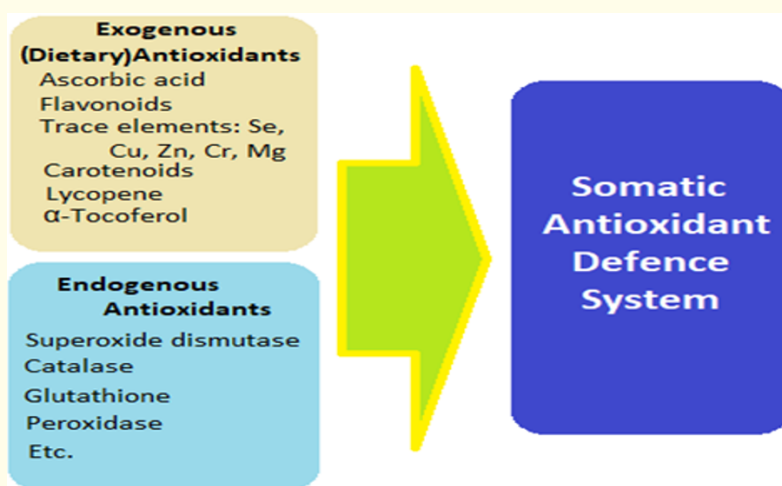 Exogenous
(Dietary)Antioxidants
Ascorbic acid
Flavonoids
Trace elements: Se,
Cu, Zn, Cr, Mg
Carotenoids
Lycopene
α-Tocoferol
Endogenous
Antioxidants
Superoxide dismutase
Catalase
Glutathione
Peroxidase
Etc.
Somatic
Antioxidant
Defence
System